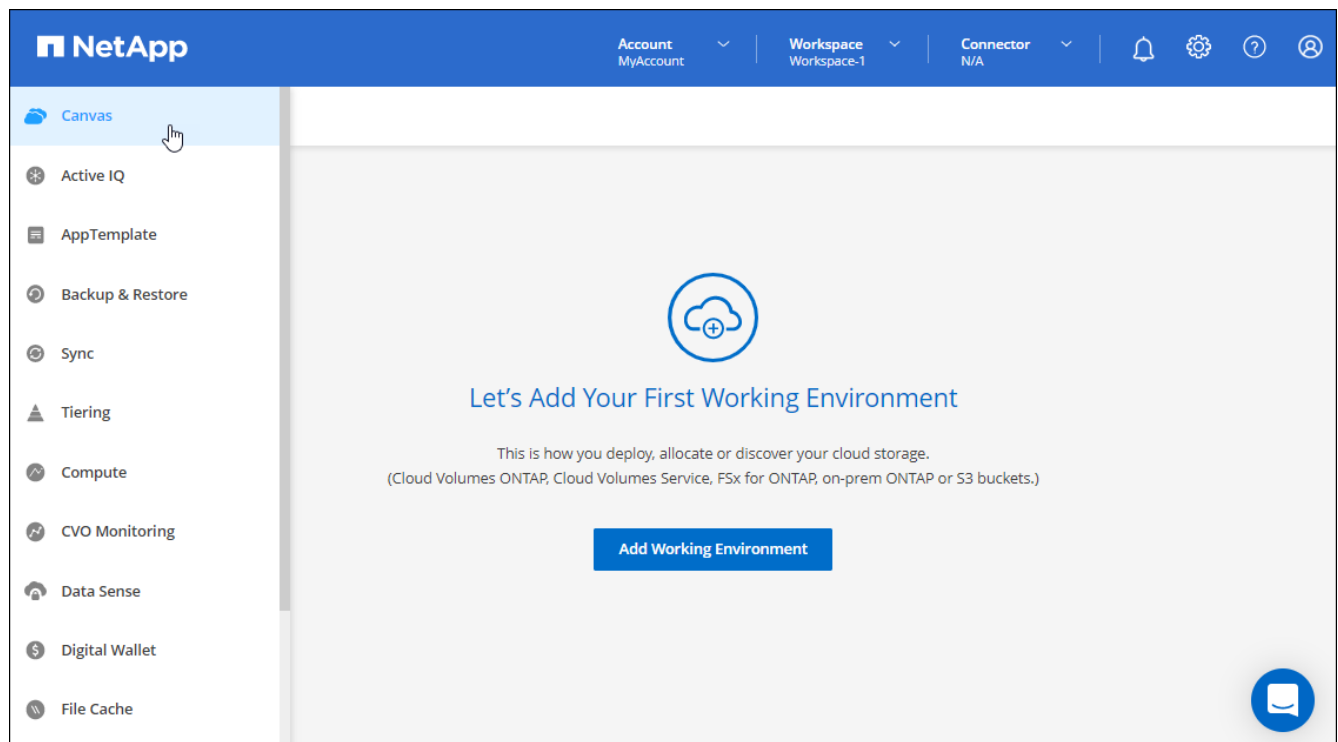 NetApp
Account
MyAccount
Workspace
Workspace-1
Connector
N/A
Canvas
Active IQ
AppTemplate
Backup & Restore
Sync
Tiering
Compute
CVO Monitoring
Data Sense
Digital Wallet
File Cache
Let's Add Your First Working Environment
This is how you deploy, allocate or discover your cloud storage.
(Cloud Volumes ONTAP, Cloud Volumes Service, FSx for ONTAP, on-prem ONTAP or S3 buckets.)
Add Working Environment